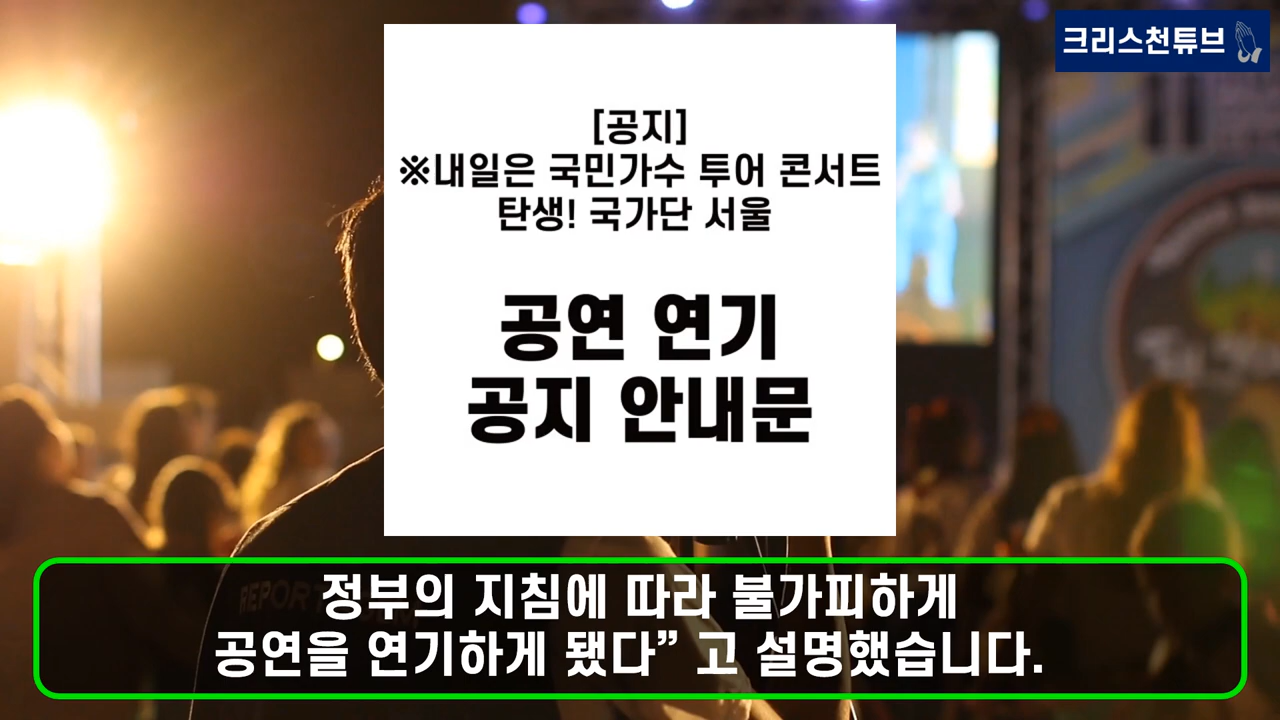 크리스천튜브
[공지]
※내일은 국민가수 투어 콘서트
탄생! 국가단 서울
공연 연기
공지 안내문
REPORT
정부의 지침에 따라 불가피하게
공연을 연기하게 됐다” 고 설명했습니다.